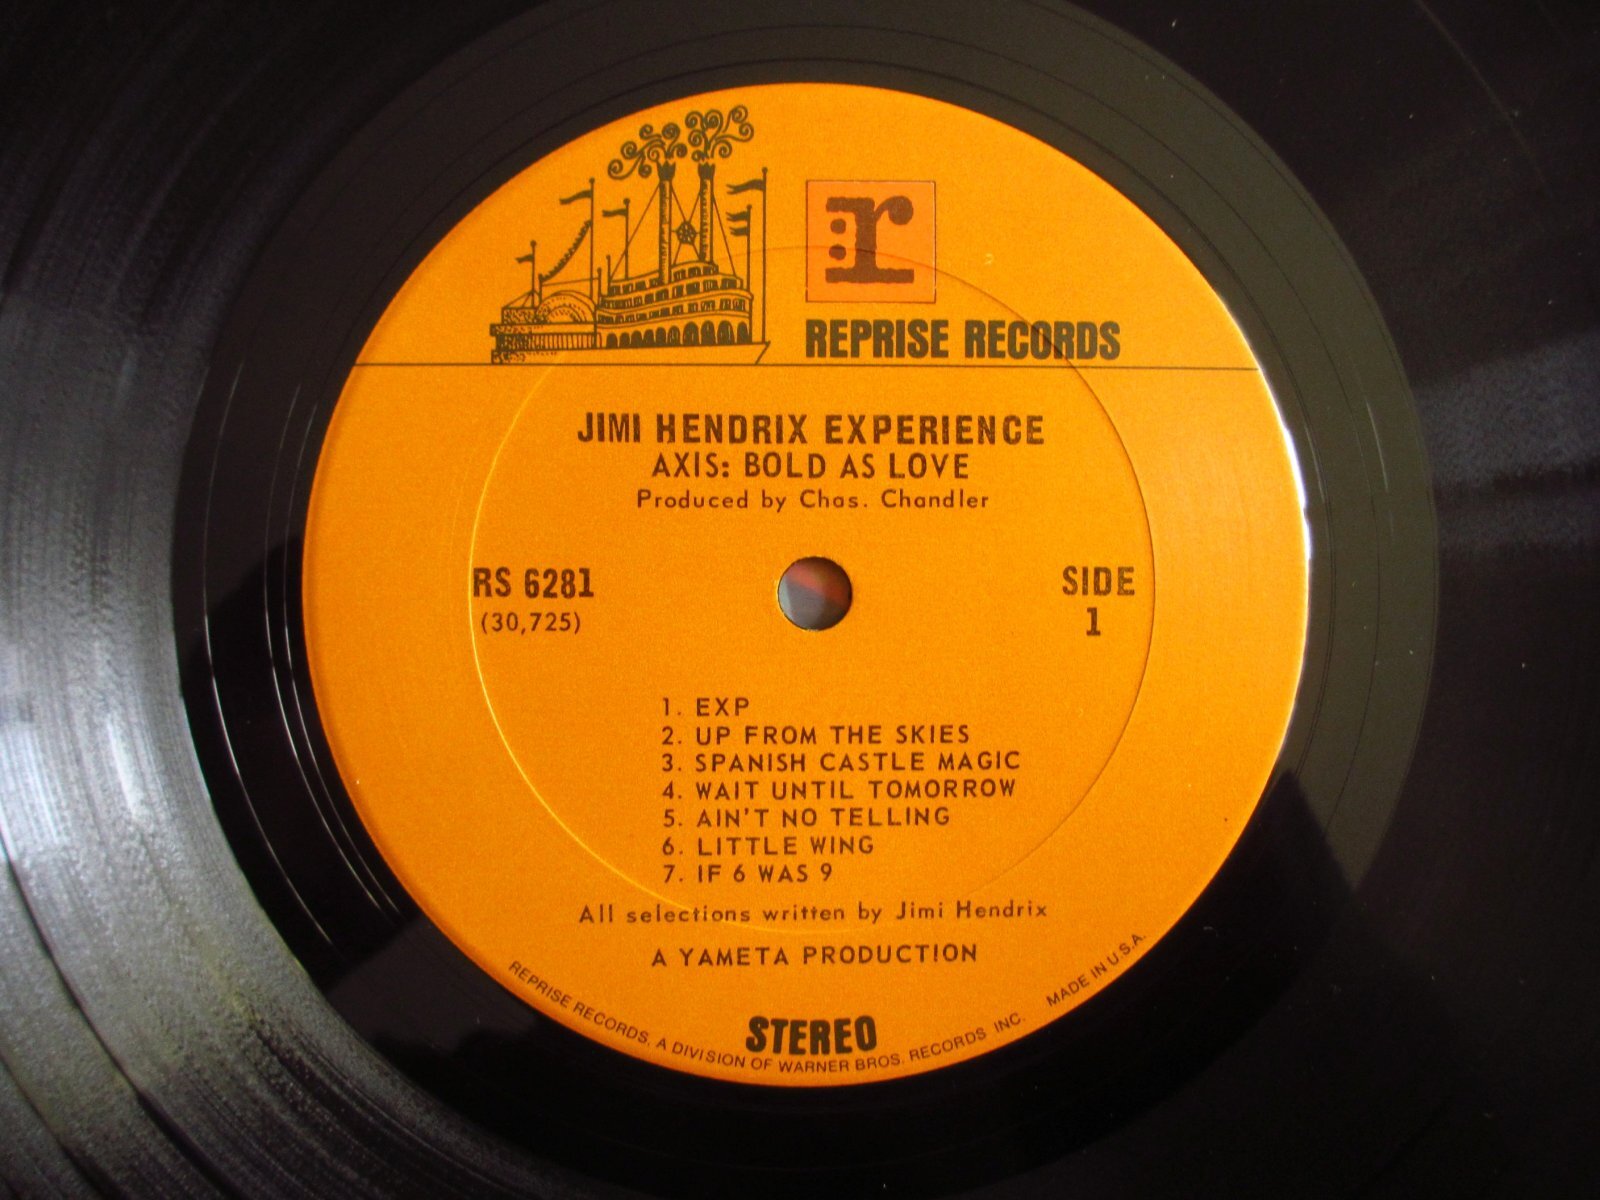 r
REPRISE RECORDS
JIMI HENDRIX EXPERIENCE
AXIS: BOLD AS LOVE
Produced by Chas. Chandler
RS 6281
(30,725)
SIDE
1
1. EXP
2. UP FROM THE SKIES
3. SPANISH CASTLE MAGIC
4. WAIT UNTIL TOMORROW
5. AIN'T NO TELLING
6. LITTLE WING
7. IF 6 WAS 9
All selections written by Jimi Hendrix
A YAMETA PRODUCTION
STEREO
REPRISE RECORDS, A DIVISION OF WARNER BROS. RECORDS INC. MADE IN U.S.A.